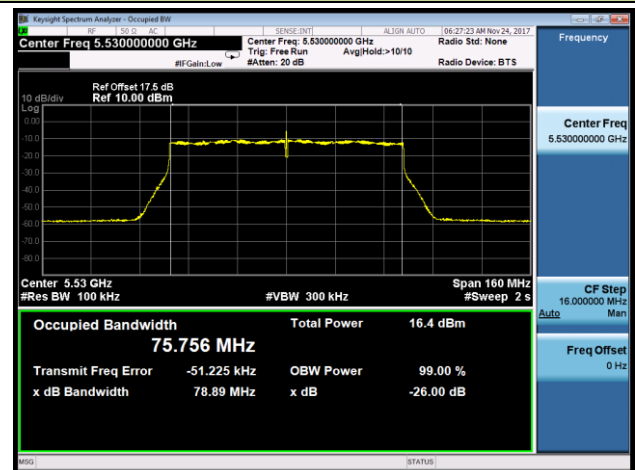 Keysight Spectrum Analyzer - Occupied BW
RF 50 Ω AC SENSE:INT ALIGN AUTO 06:27:23 AM Nov 24, 2017
Center Freq 5.530000000 GHz
Center Freq: 5.530000000 GHz
Radio Std: None
Trig: Free Run Avg|Hold:>10/10
#IFGain:Low #Atten: 20 dB Radio Device: BTS
Frequency
Ref Offset 17.5 dB
10 dB/div Ref 10.00 dBm
Log
0.00
-10.0
-20.0
-30.0
-40.0
-50.0
-60.0
-70.0
-80.0
Center 5.53 GHz Span 160 MHz
#Res BW 100 kHz #VBW 300 kHz #Sweep 2 s
Occupied Bandwidth Total Power 16.4 dBm
75.756 MHz
Transmit Freq Error -51.225 kHz OBW Power 99.00 %
x dB Bandwidth 78.89 MHz x dB -26.00 dB
Center Freq
5.530000000 GHz
CF Step
16.000000 MHz
Auto Man
Freq Offset
0 Hz
MSG STATUS